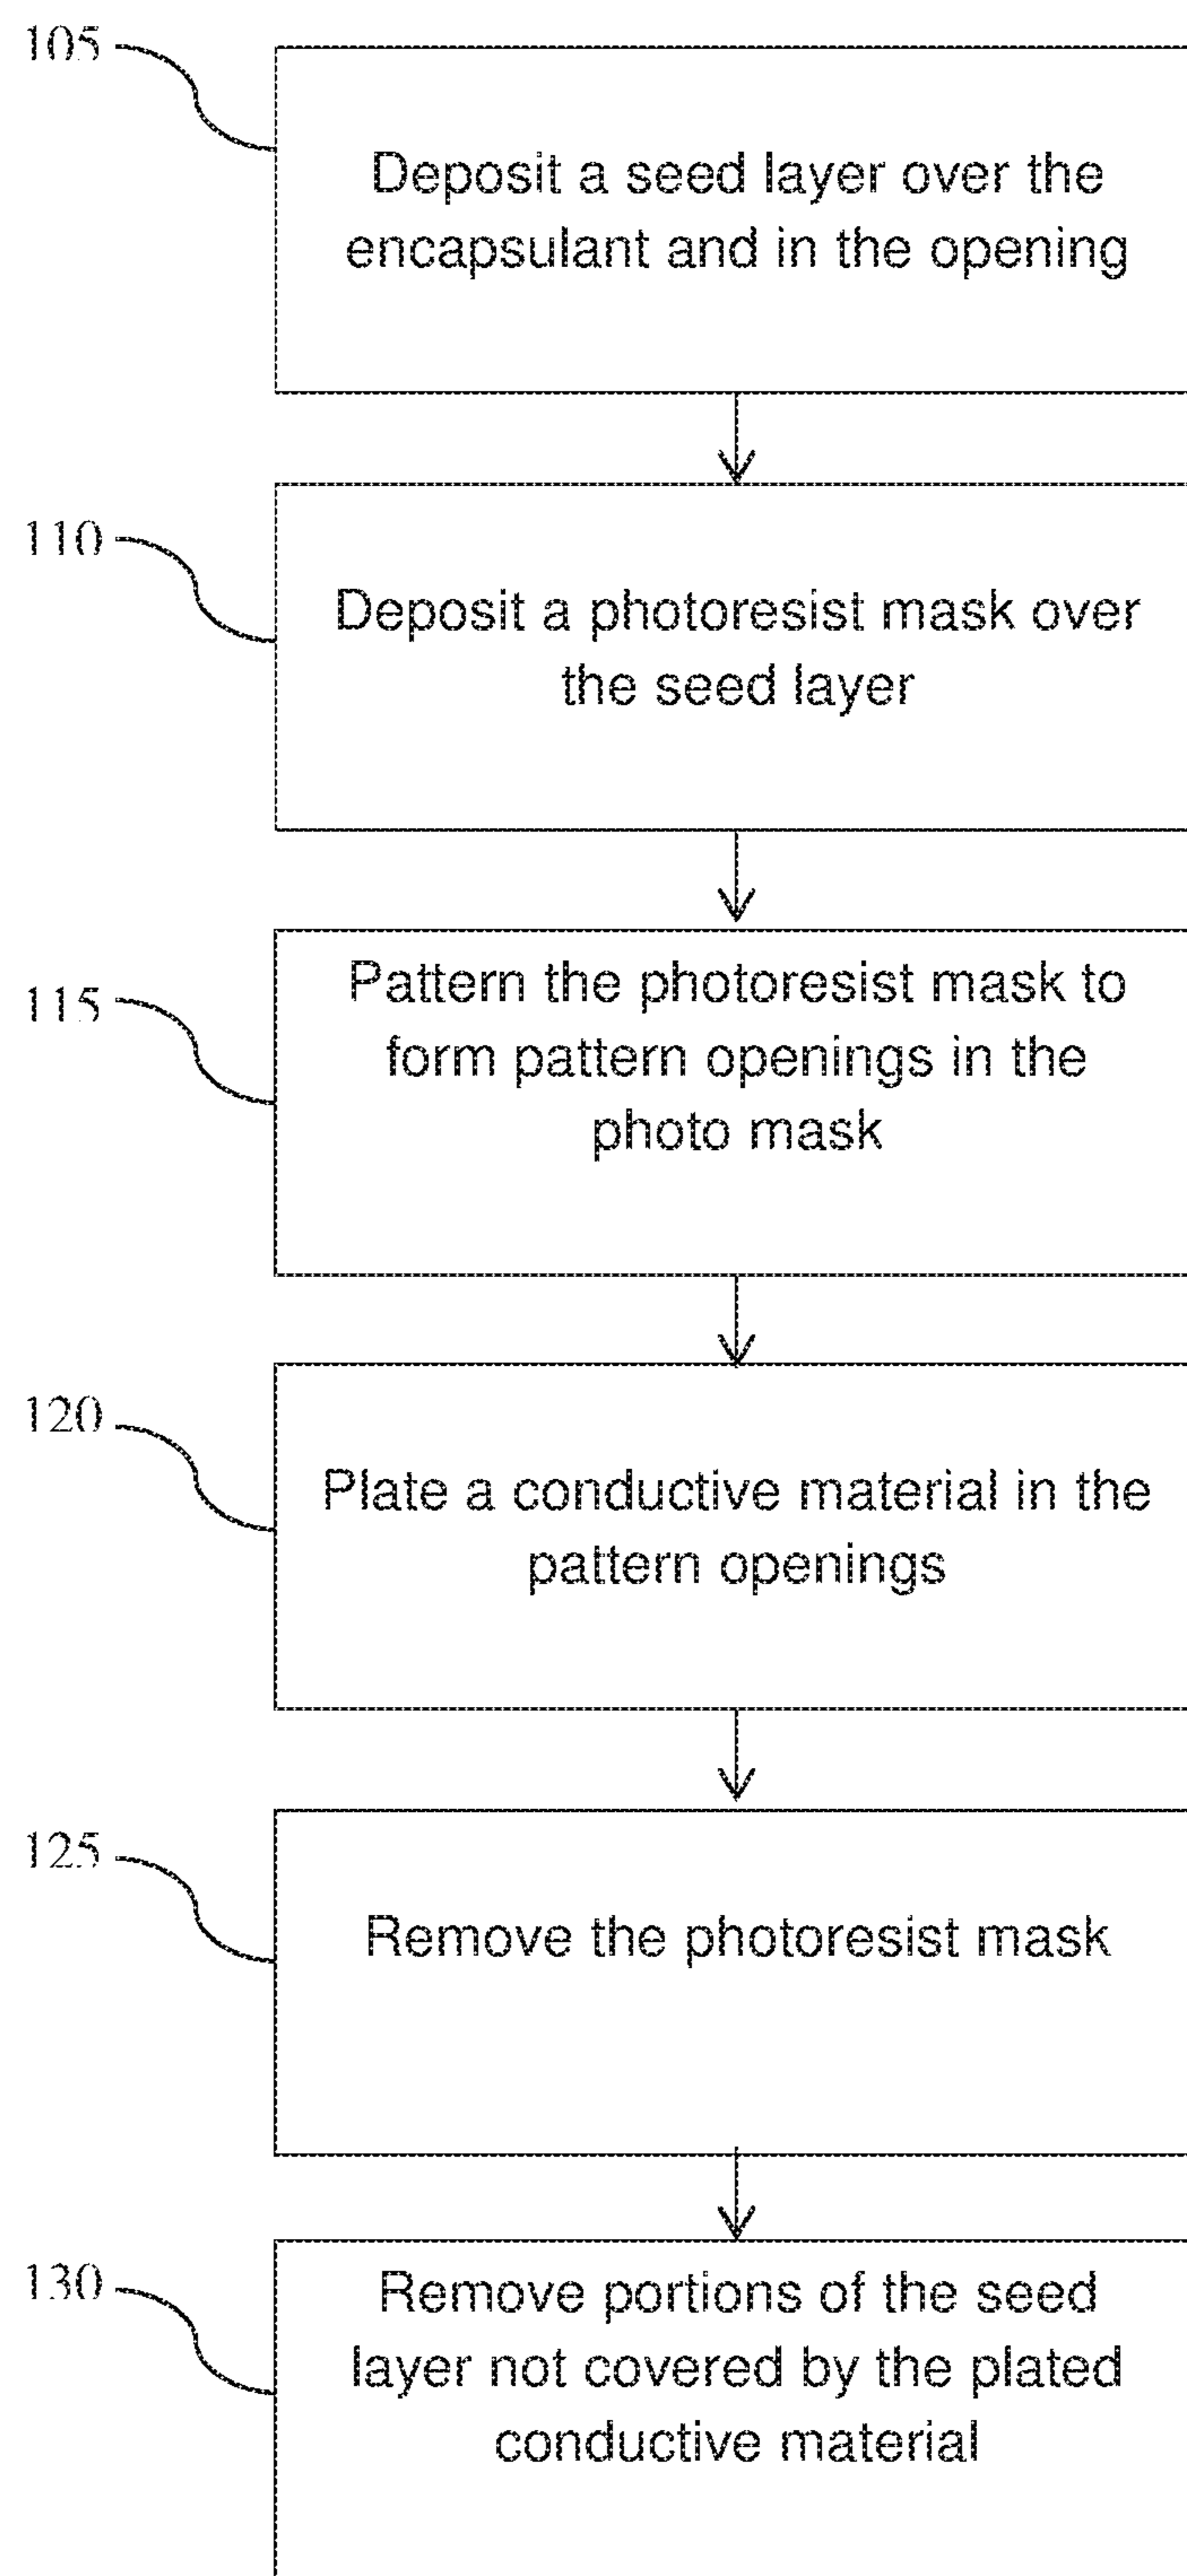 105
Deposit a seed layer over the
encapsulant and in the opening
110
Deposit a photoresist mask over
the seed layer
115
Pattern the photoresist mask to
form pattern openings in the
photo mask
120
Plate a conductive material in the
pattern openings
125
Remove the photoresist mask
130
Remove portions of the seed
layer not covered by the plated
conductive material